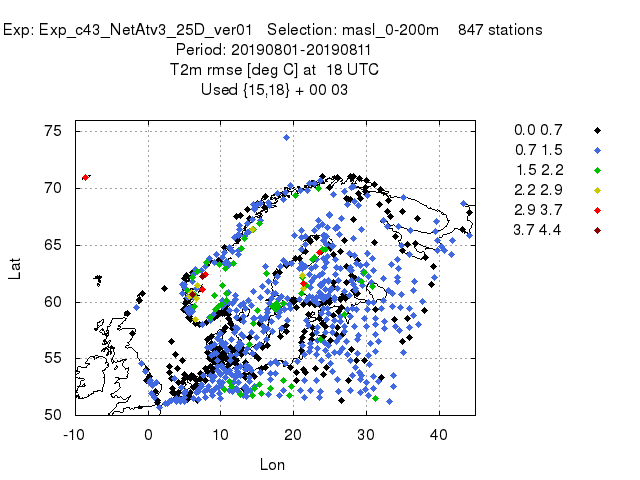 Exp: Exp_c43_NetAtv3_25D_ver01 Selection: masl_0-200m 847 stations
Period: 20190801-20190811
T2m rmse [deg C] at 18 UTC
Used {15,18} + 00 03
75
70
65
60
55
50
Lat
-10 0 10 20 30 40
Lon
0.0 0.7
0.7 1.5
1.5 2.2
2.2 2.9
2.9 3.7
3.7 4.4